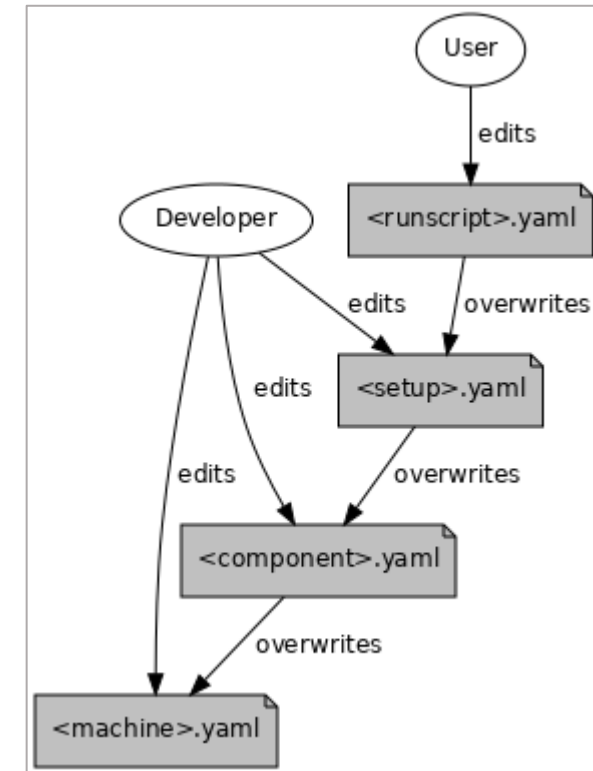 User
edits
<runscript>.yaml
Developer
edits
overwrites
<setup>.yaml
edits
overwrites
edits
<component>.yaml
overwrites
<machine>.yaml